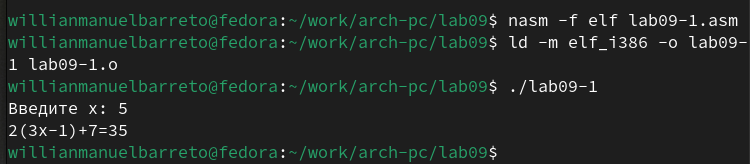 willianmanuelbarreto@fedora:~/work/arch-pc/lab09$ nasm -f elf lab09-1.asm
willianmanuelbarreto@fedora:~/work/arch-pc/lab09$ ld -m elf_i386 -o lab09-
1 lab09-1.o
willianmanuelbarreto@fedora:~/work/arch-pc/lab09$ ./lab09-1
Введите x: 5
2(3x-1)+7=35
willianmanuelbarreto@fedora:~/work/arch-pc/lab09$